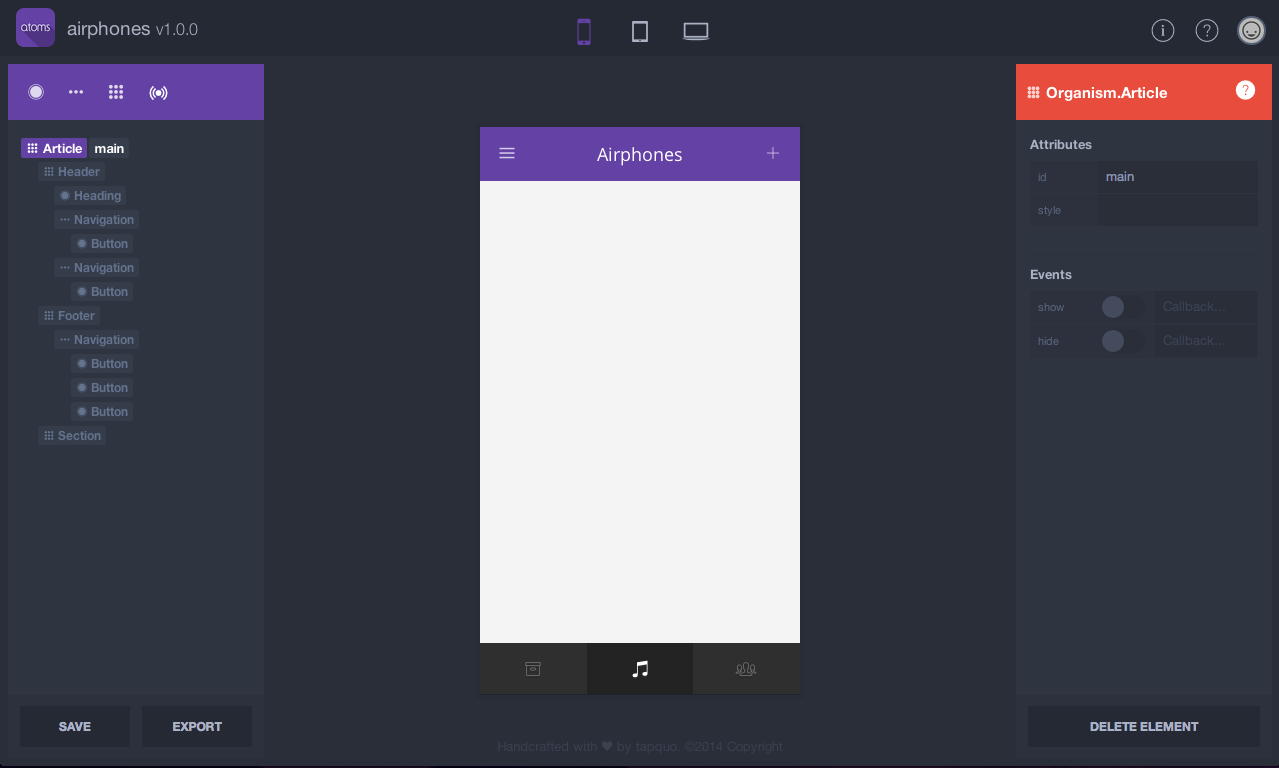 atoms
airphones v1.0.0
i
?
Article main
Header
Heading
Navigation
Button
Navigation
Button
Footer
Navigation
Button
Button
Button
Section
SAVE
EXPORT
Airphones
Handcrafted with ♥ by tapquo. ©2014 Copyright
Organism.Article
?
Attributes
id main
style
Events
show Callback...
hide Callback...
DELETE ELEMENT